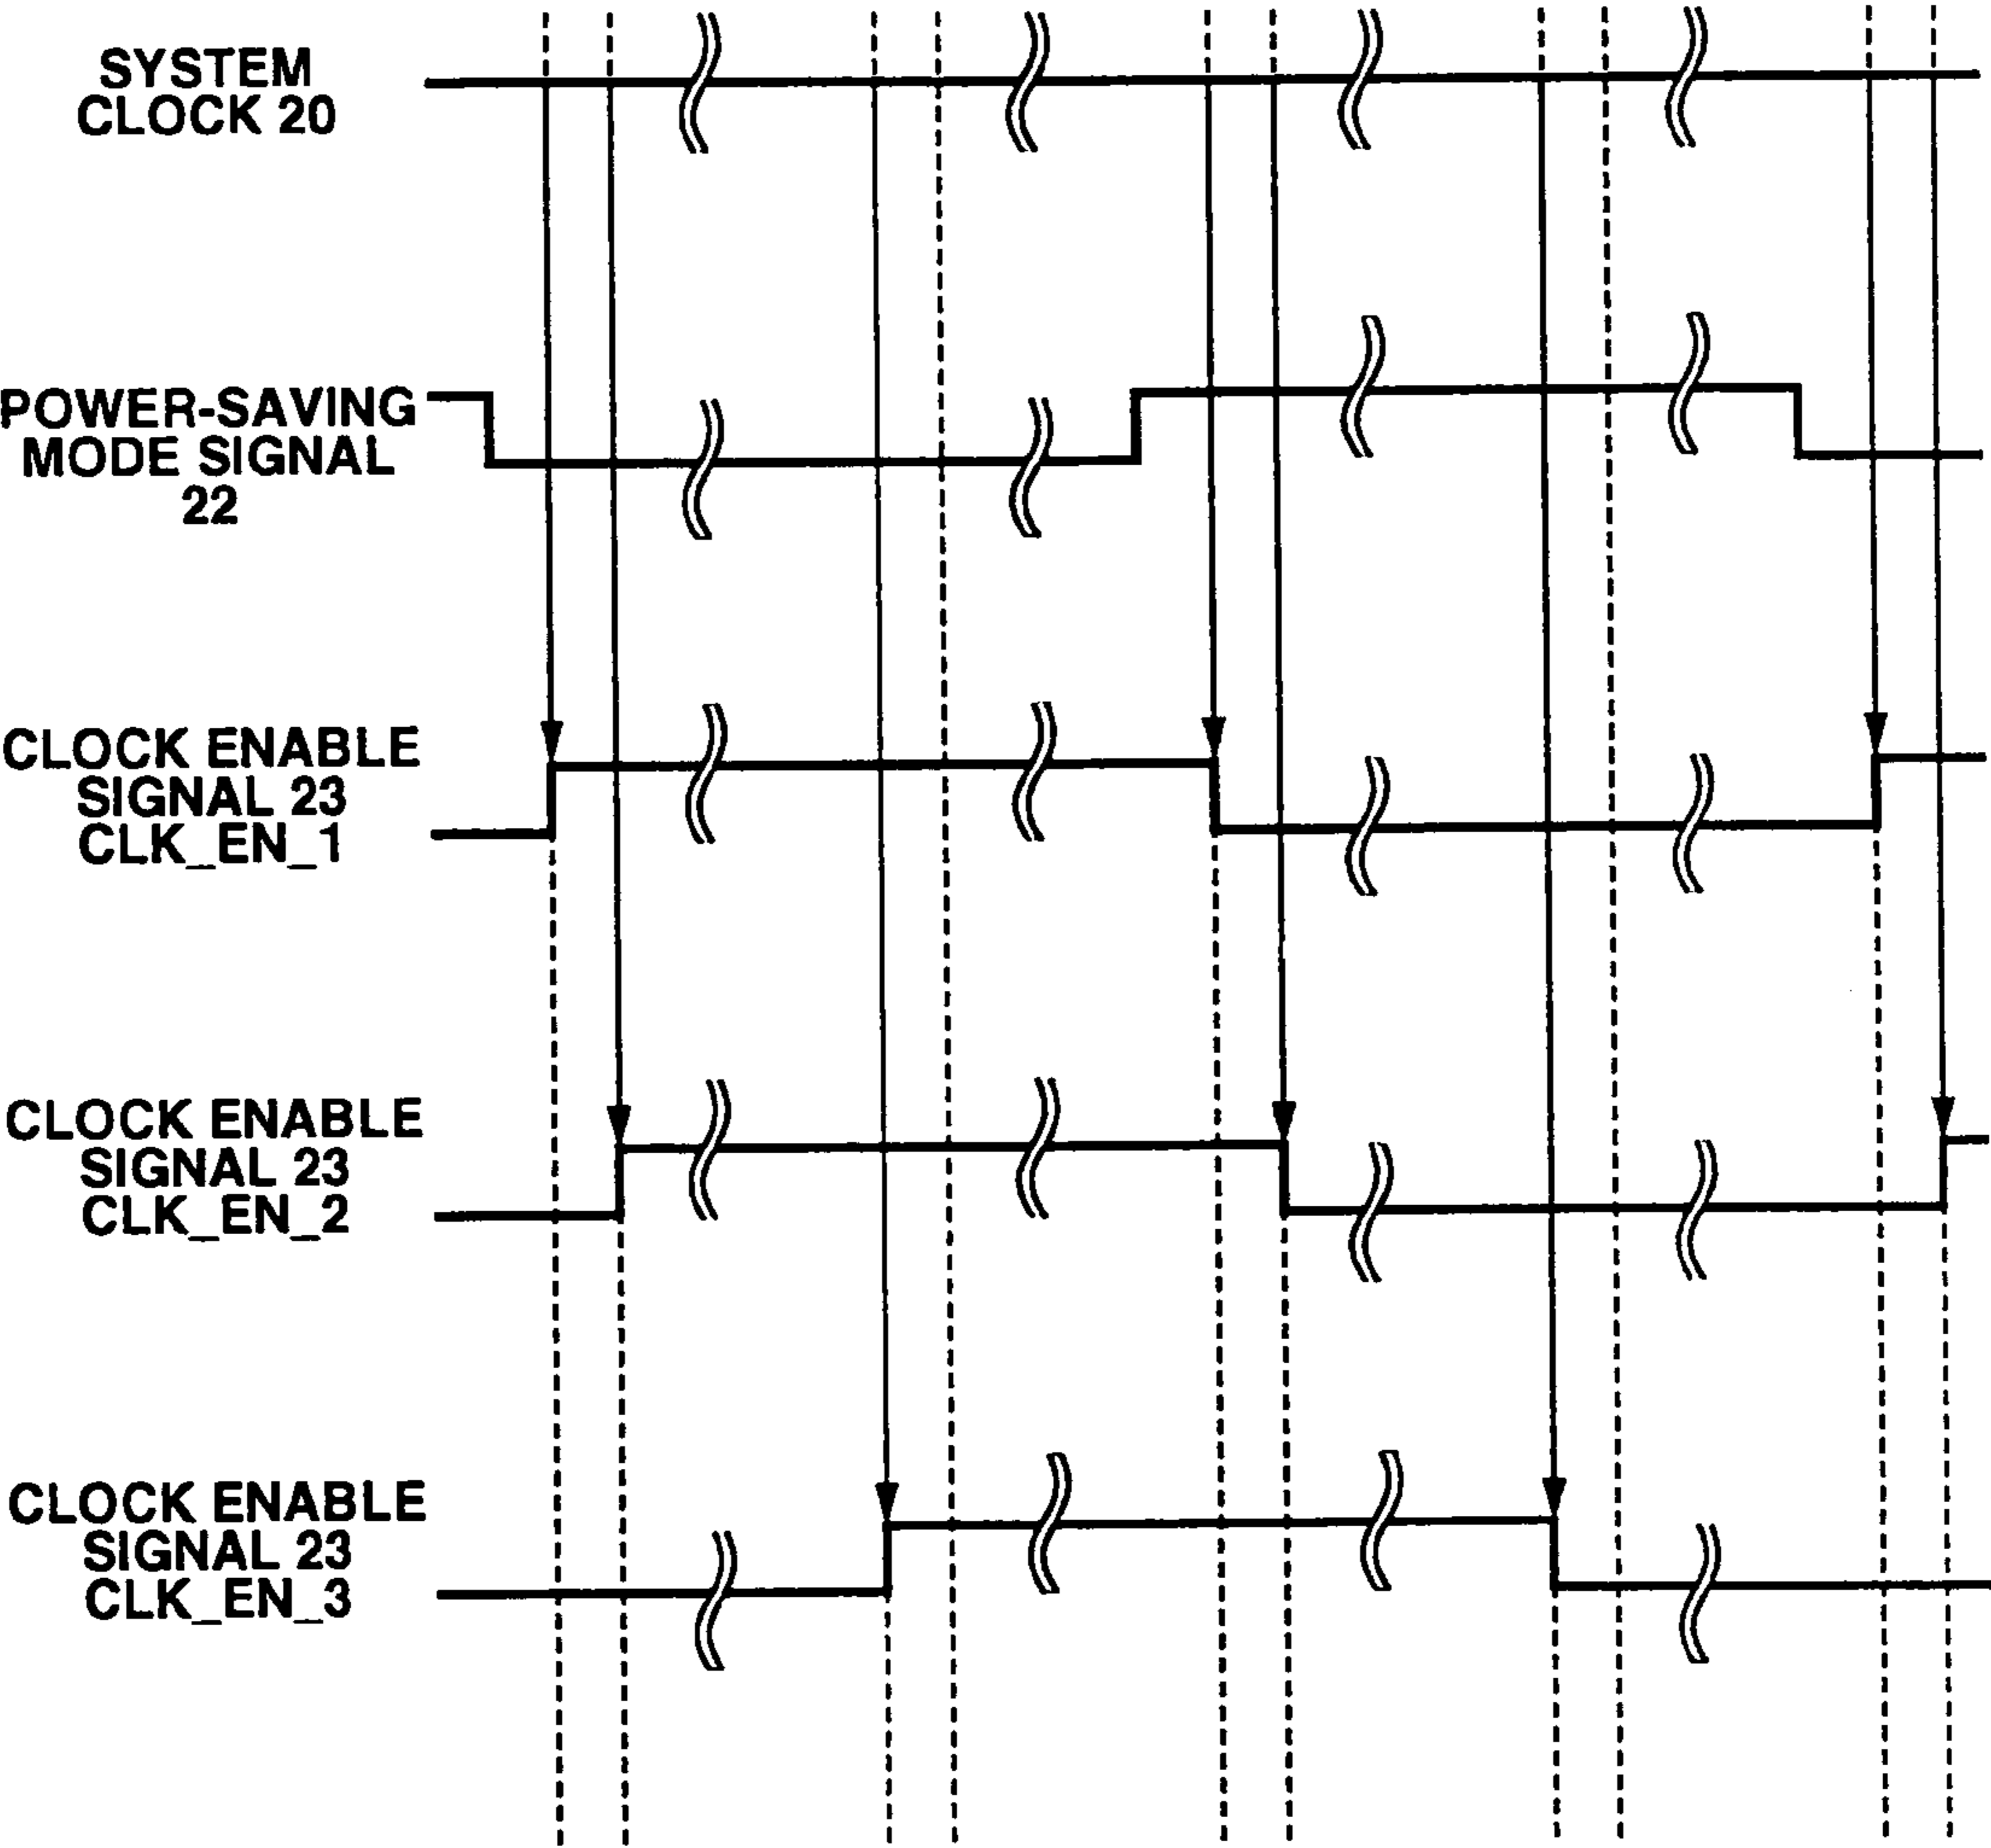 SYSTEM
CLOCK 20
POWER-SAVING
MODE SIGNAL
22
CLOCK ENABLE
SIGNAL 23
CLK_EN_1
CLOCK ENABLE
SIGNAL 23
CLK_EN_2
CLOCK ENABLE
SIGNAL 23
CLK_EN_3